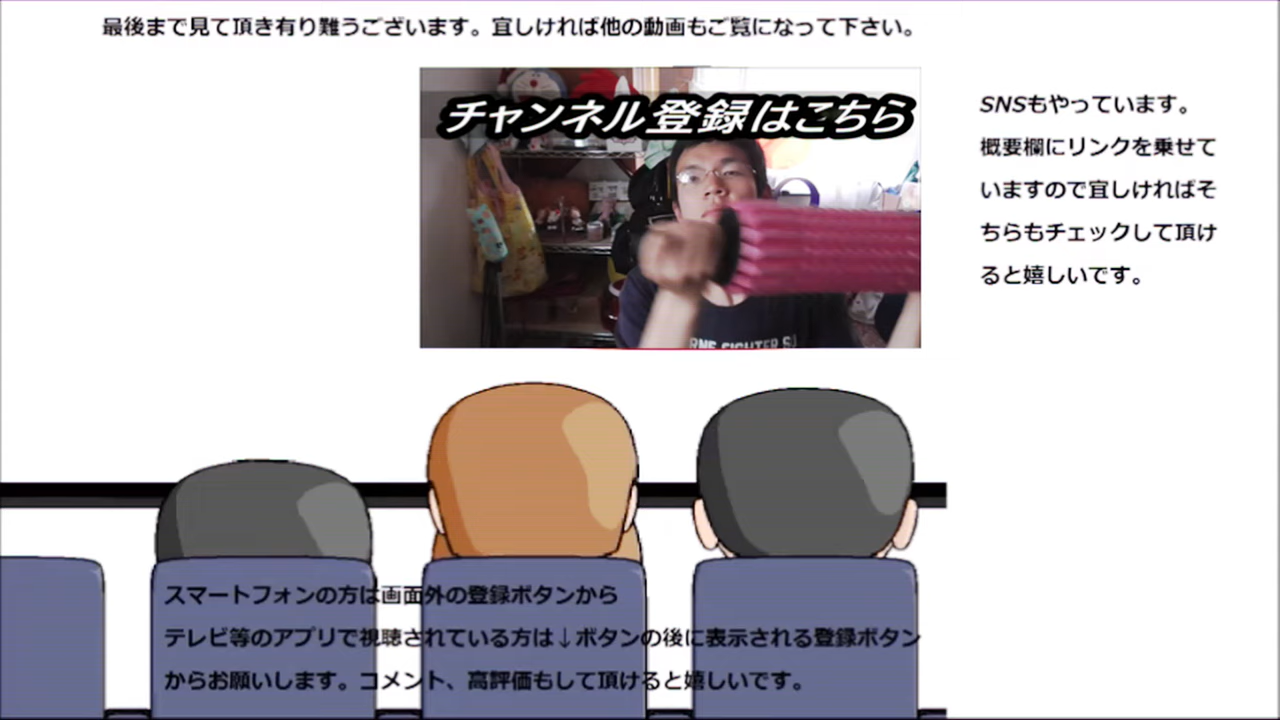 最後まで見て頂き有り難うございます。宜しければ他の動画もご覧になって下さい。
チャンネル登録はこちら
SNSもやっています。
概要欄にリンクを乗せて
いますので宜しければそ
ちらもチェックして頂け
ると嬉しいです。
スマートフォンの方は画面外の登録ボタンから
テレビ等のアプリで視聴されている方は↓ボタンの後に表示される登録ボタン
からお願いします。コメント、高評価もして頂けると嬉しいです。